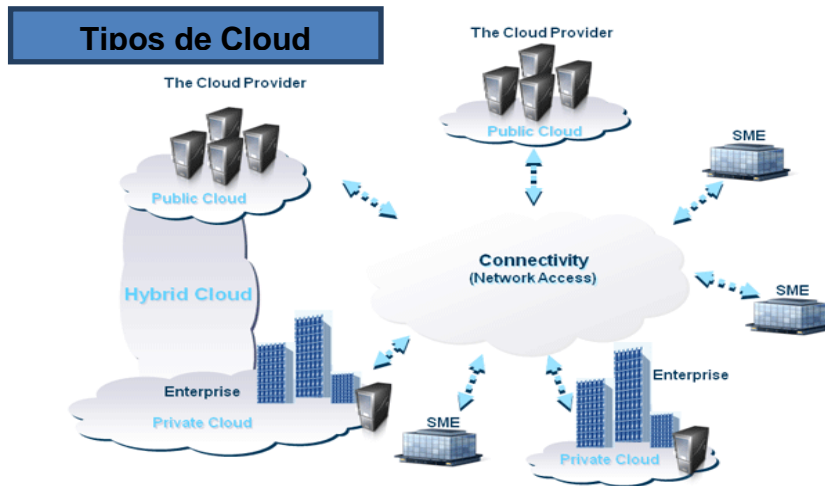 Tipos de Cloud
The Cloud Provider
Public Cloud
The Cloud Provider
Public Cloud
SME
Connectivity
(Network Access)
Hybrid Cloud
SME
Enterprise
Private Cloud
SME
Enterprise
Private Cloud